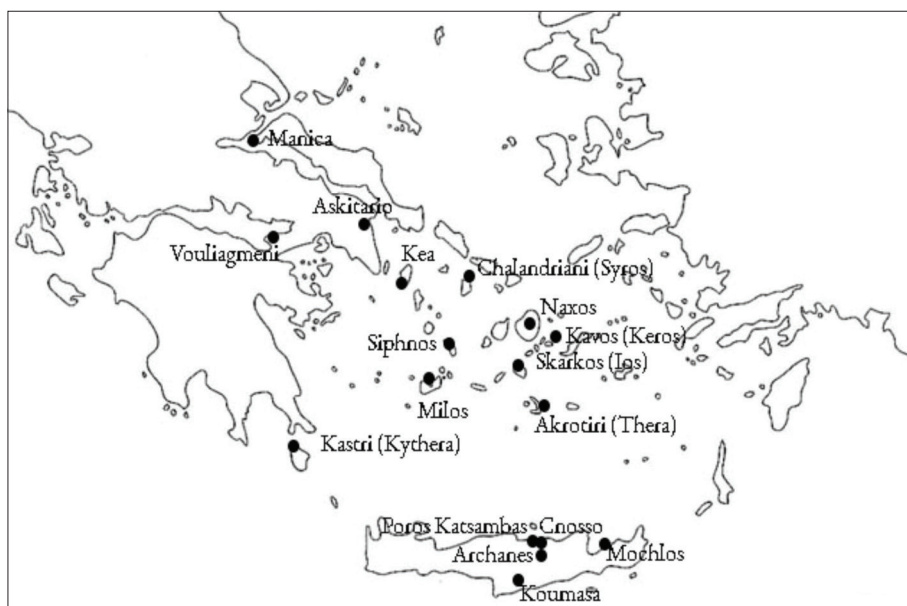 Manica
Askitario
Vouliagmeni
Kea
Chalandriani (Syros)
Naxos
Siphnos
Kavos (Keros)
Skarkos (Ios)
Milos
Akrotiri (Thera)
Kastri (Kythera)
Poros Katsambas Cnosso
Archanes
Mochlos
Koumasa